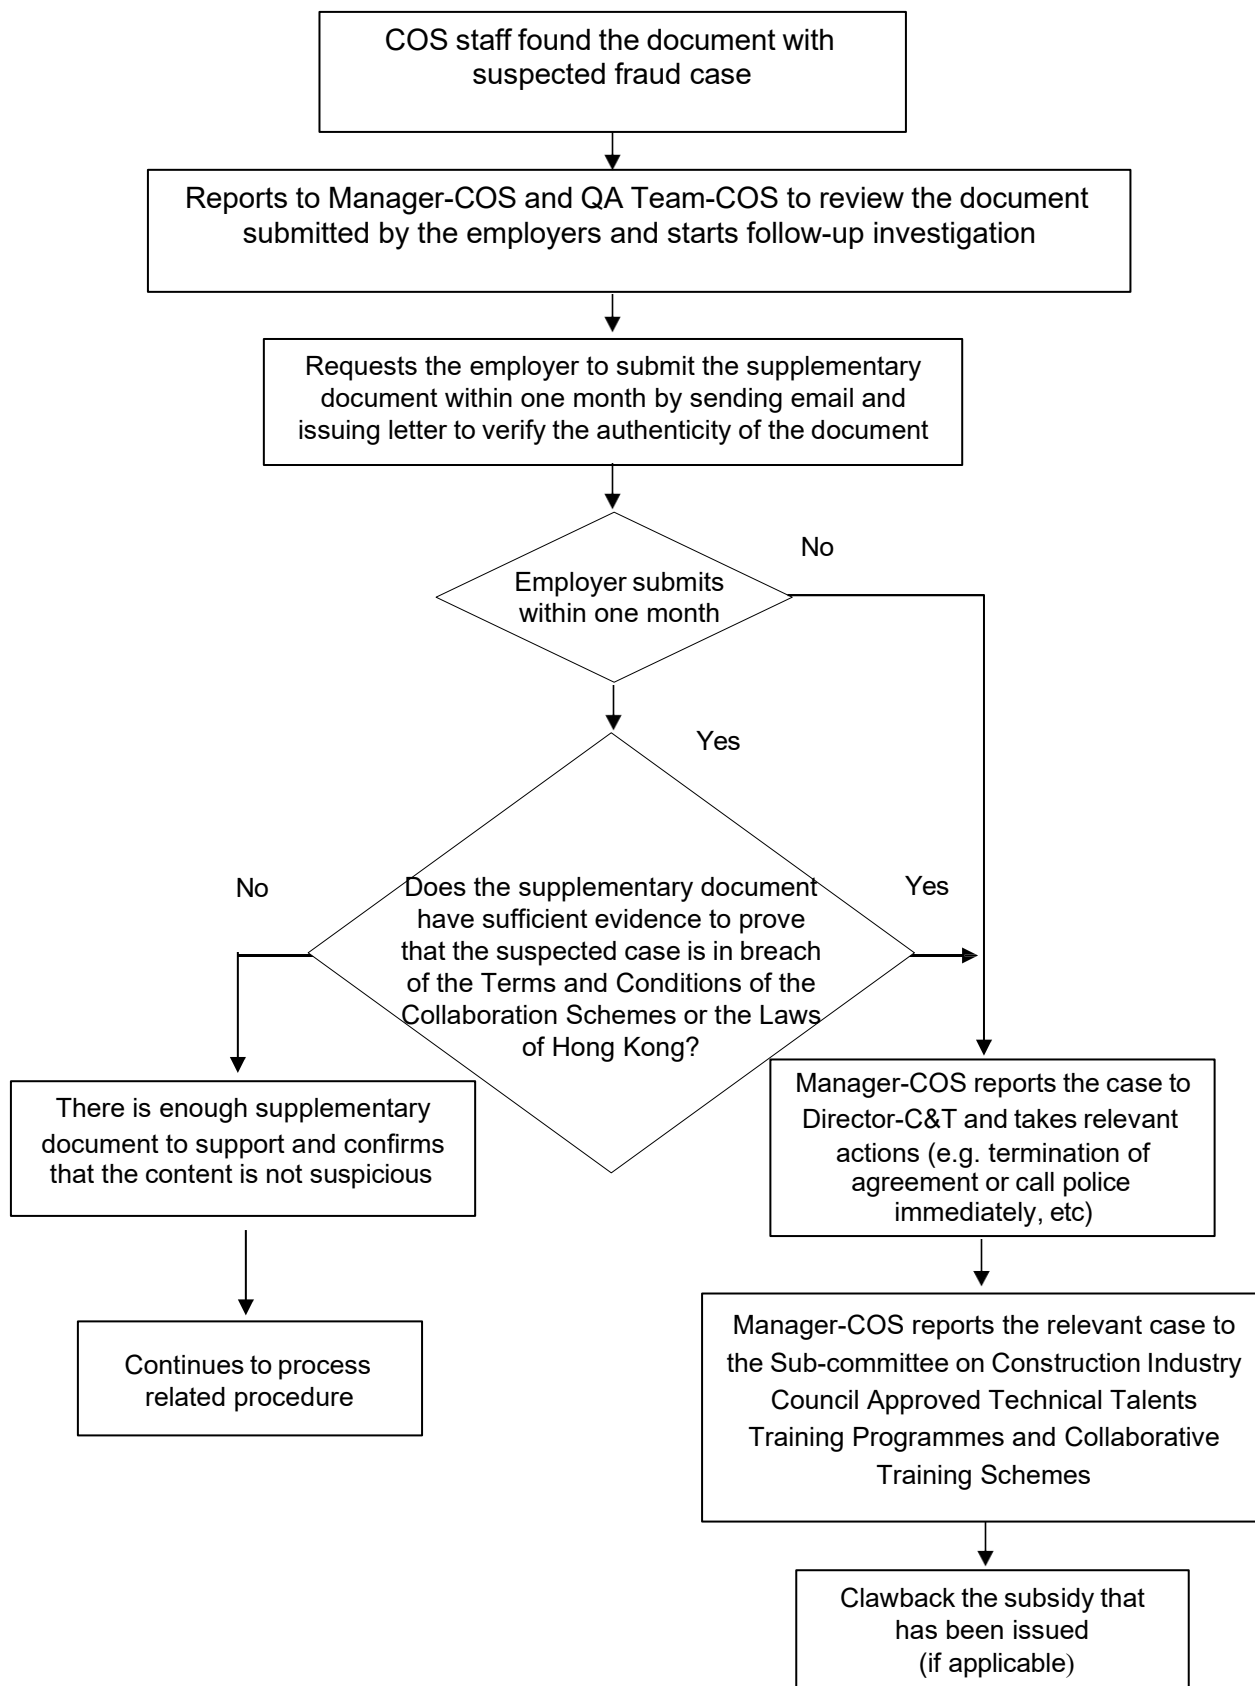 COS staff found the document with
suspected fraud case
Reports to Manager-COS and QA Team-COS to review the document
submitted by the employers and starts follow-up investigation
Requests the employer to submit the supplementary
document within one month by sending email and
issuing letter to verify the authenticity of the document
No
Employer submits
within one month
Yes
No
Yes
Does the supplementary document
have sufficient evidence to prove
that the suspected case is in breach
of the Terms and Conditions of the
Collaboration Schemes or the Laws
of Hong Kong?
There is enough supplementary
document to support and confirms
that the content is not suspicious
Manager-COS reports the case to
Director-C&T and takes relevant
actions (e.g. termination of
agreement or call police
immediately, etc)
Continues to process
related procedure
Manager-COS reports the relevant case to
the Sub-committee on Construction Industry
Council Approved Technical Talents
Training Programmes and Collaborative
Training Schemes
Clawback the subsidy that
has been issued
(if applicable)